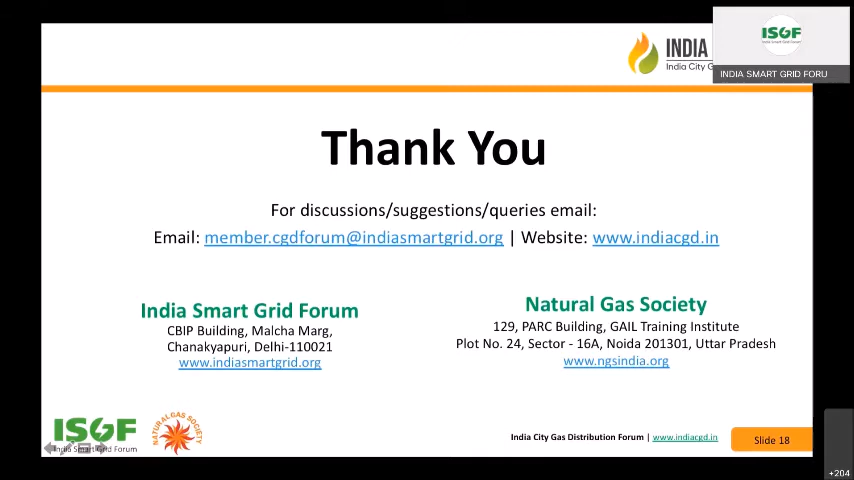 INDIA
India City G
ISGF
India Smart Grid Forum
INDIA SMART GRID FORU
Thank You
For discussions/suggestions/queries email:
Email: member.cgdforum@indiasmartgrid.org | Website: www.indiacgd.in
India Smart Grid Forum
CBIP Building, Malcha Marg,
Chanakyapuri, Delhi-110021
www.indiasmartgrid.org
Natural Gas Society
129, PARC Building, GAIL Training Institute
Plot No. 24, Sector - 16A, Noida 201301, Uttar Pradesh
www.ngsindia.org
ISGF
India Smart Grid Forum
NATURAL GAS SOCIETY
India City Gas Distribution Forum | www.indiacgd.in
Slide 18
+204